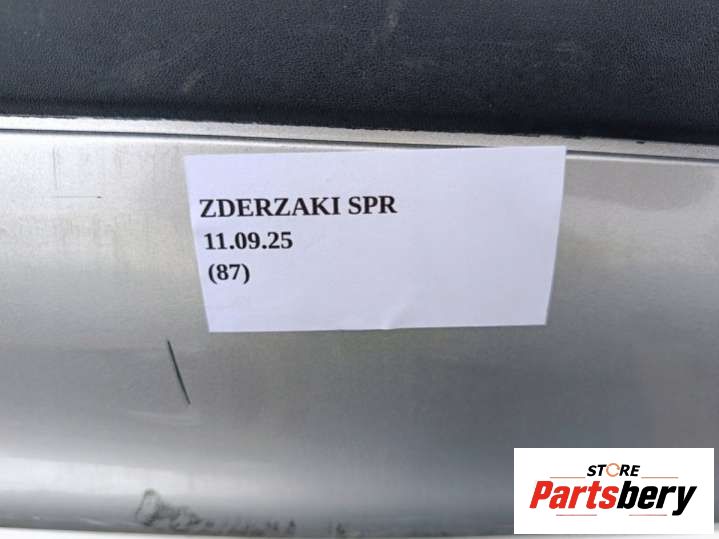 ZDERZAKI SPR
11.09.25
(87)
STORE
Partsbery